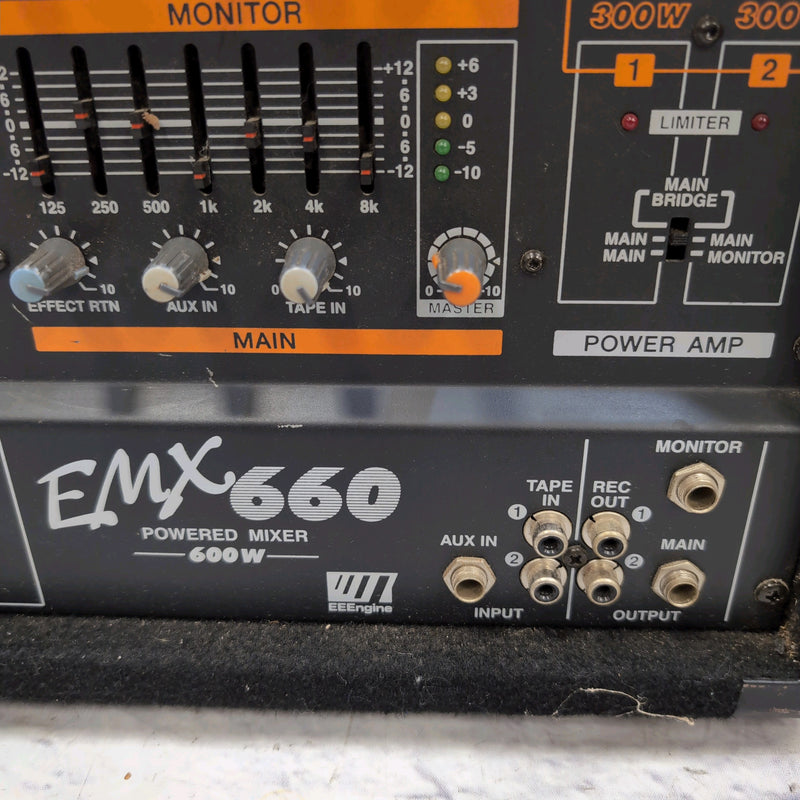 MONITOR
300W
300
1
2
2
6
0
6
-12
+12
6
0
6
-12
+6
+3
0
-5
-10
LIMITER
125 250 500 1k 2k 4k 8k
MAIN
BRIDGE
MAIN MAIN
MAIN MONITOR
10
EFFECT RTN
10
AUX IN
0 10
TAPE IN
0 10
MASTER
MAIN
POWER AMP
EMX660
POWERED MIXER
600W
EEEngine
MONITOR
TAPE
IN
REC
OUT
1
1
AUX IN
2
2
MAIN
INPUT
OUTPUT